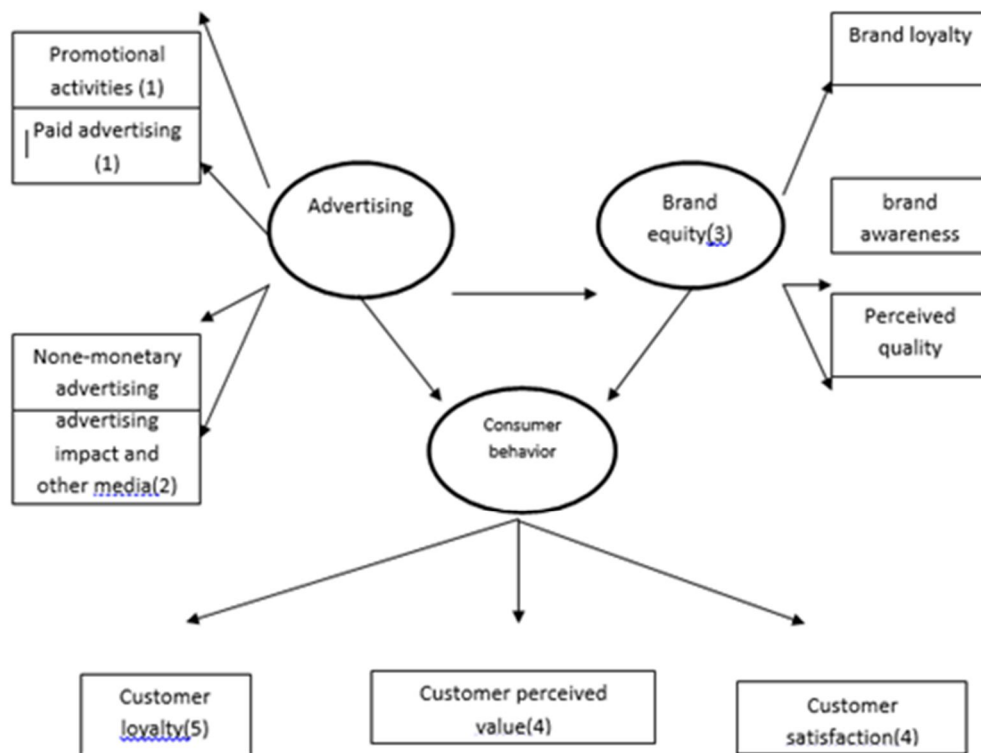 Promotional
activities (1)
Paid advertising
(1)
Advertising
Brand
equity(3)
Brand loyalty
brand
awareness
Perceived
quality
None-monetary
advertising
advertising
impact and
other media(2)
Consumer
behavior
Customer
loyalty(5)
Customer perceived
value(4)
Customer
satisfaction(4)